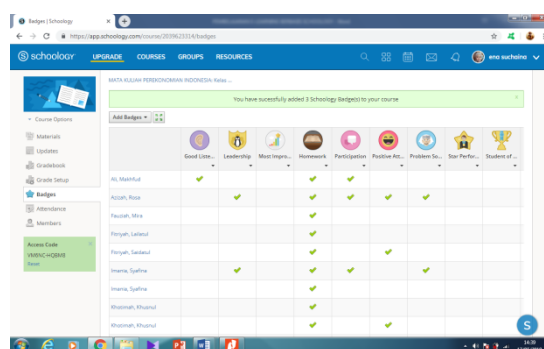 Badges | Schoology
https://app.schoology.com/course/2039623314/badges
schoology UPGRADE COURSES GROUPS RESOURCES eno suchoino
MATA KULIAH PEREKONOMIAN INDONESIA: Kelas ...
You have sucessfully added 3 Schoology Badge(s) to your course
Course Options
Materials
Updates
Gradebook
Grade Setup
Badges
Attendance
Members
Access Code
Reset
Add Badges
Good Liste... Leadership Most Impro... Homework Participation Positive Att... Problem So... Star Perfor... Student of ...
Ali, Makhfud
Azizah, Rosa
Fauziah, Mira
Fitriyah, Lailatul
Fitriyah, Saidatul
Imania, Syafina
Imania, Syafina
Khotimah, Khusnul
Khotimah, Khusnul
S
14:39